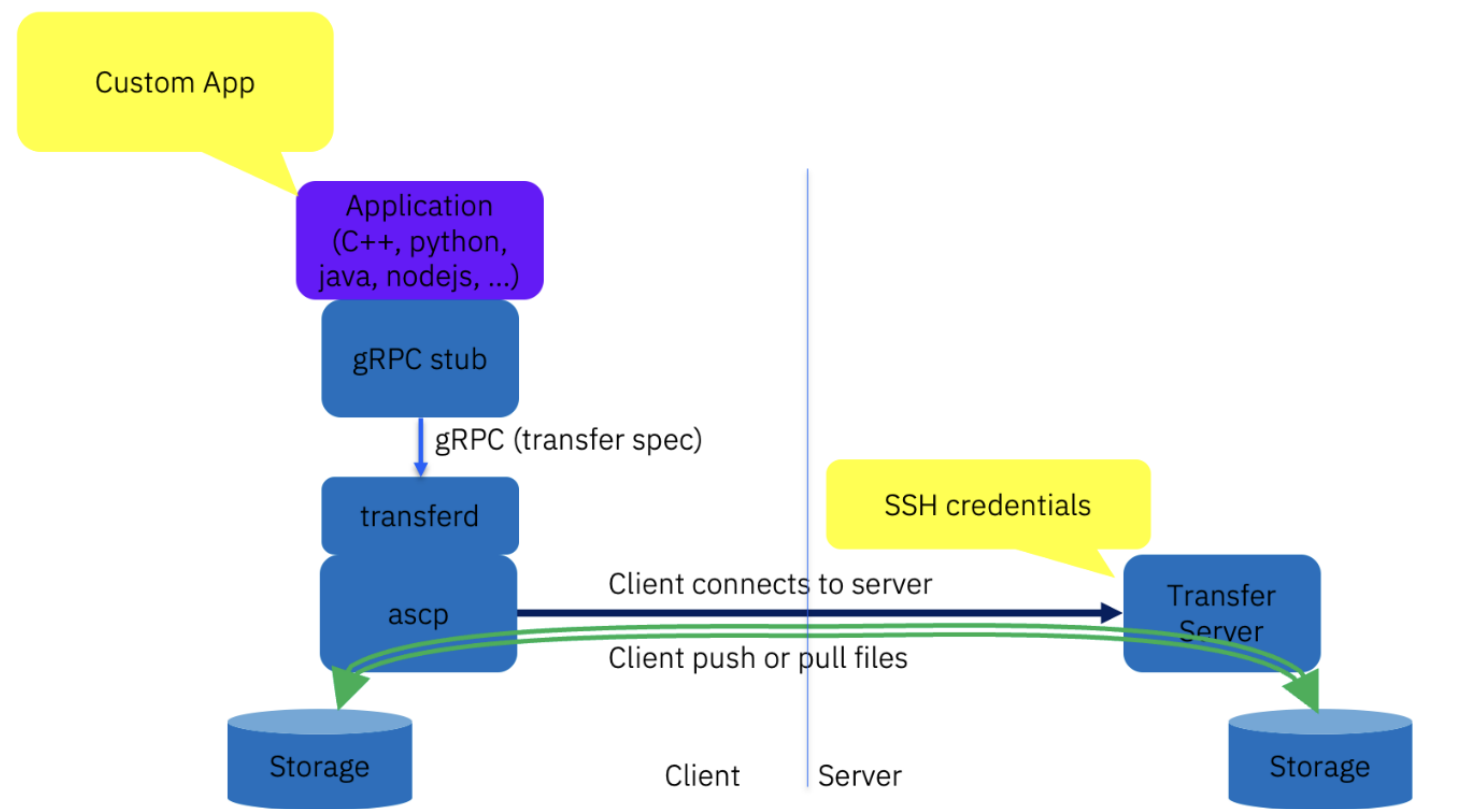 Custom App
Application
(C++, python,
java, nodejs, ...)
gRPC stub
gRPC (transfer spec)
transferd
SSH credentials
ascp
Client connects to server
Transfer
Server
Client push or pull files
Storage
Client
Server
Storage